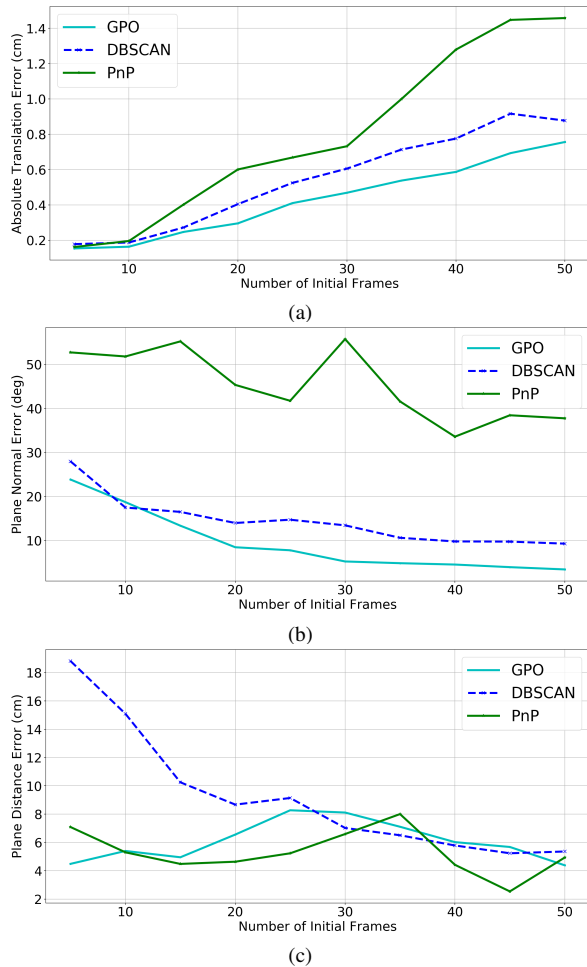 1.4
1.2
1.0
0.8
0.6
0.4
0.2
Absolute Translation Error (cm)
GPO
DBSCAN
PnP
10 20 30 40 50
Number of Initial Frames
(a)
50
40
30
20
10
Plane Normal Error (deg)
GPO
DBSCAN
PnP
10 20 30 40 50
Number of Initial Frames
(b)
18
16
14
12
10
8
6
4
2
Plane Distance Error (cm)
GPO
DBSCAN
PnP
10 20 30 40 50
Number of Initial Frames
(c)